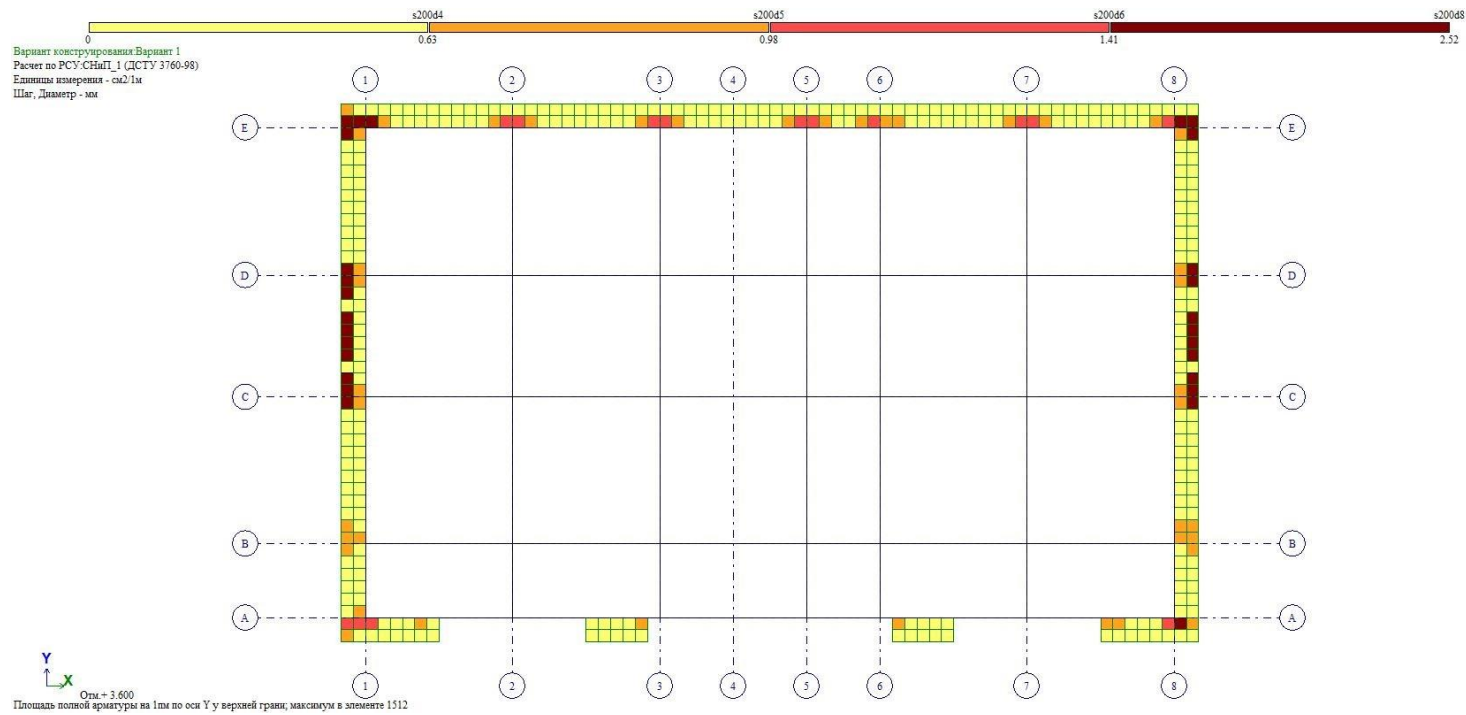 s200d4 s200d5 s200d6 s200d8
0 0.63 0.98 1.41 2.52
Вариант конструирования:Вариант 1
Расчет по РСУ:СНиП_1 (ДСТУ 3760-98)
Единицы измерения - см2/1м
Шаг, Диаметр - мм
1 2 3 4 5 6 7 8
E E
D D
C C
B B
A A
1 2 3 4 5 6 7 8
Y
X
Отм.+ 3.600
Площадь полной арматуры на 1пм по оси Y у верхней грани; максимум в элементе 1512